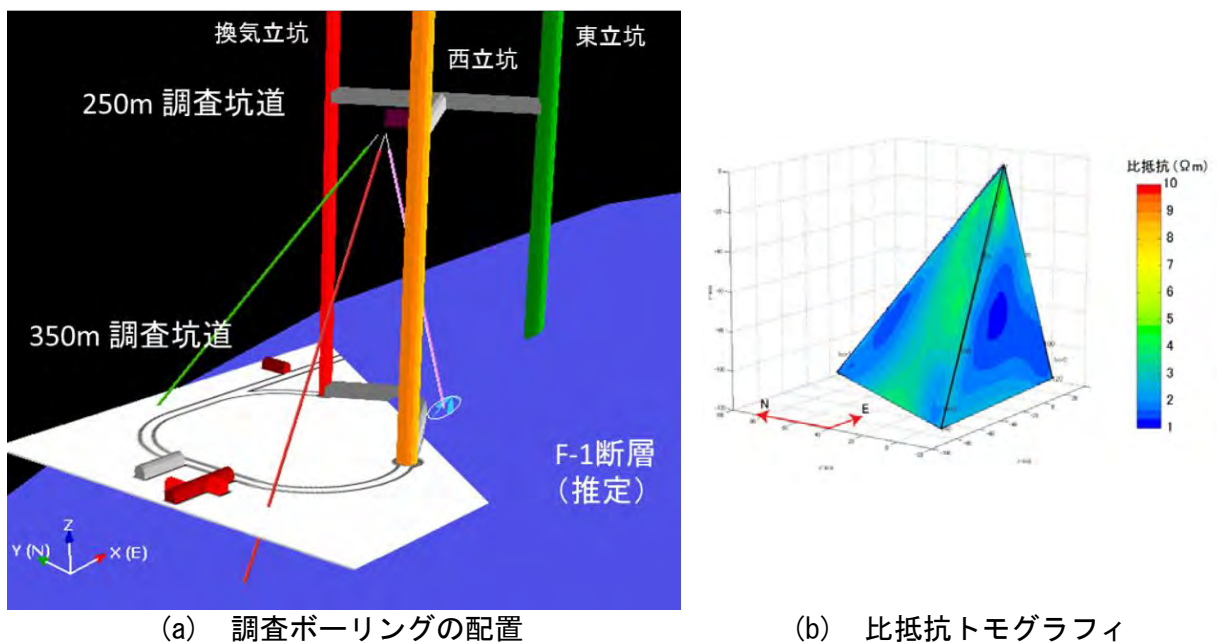 換気立坑
東立坑
西立坑
250m 調査坑道
350m 調査坑道
F-1断層
(推定)
Z
Y (N)
X (E)
(a) 調査ボーリングの配置
比抵抗(Ωm)
10
9
8
7
6
5
4
3
2
1
N
E
(b) 比抵抗トモグラフィ